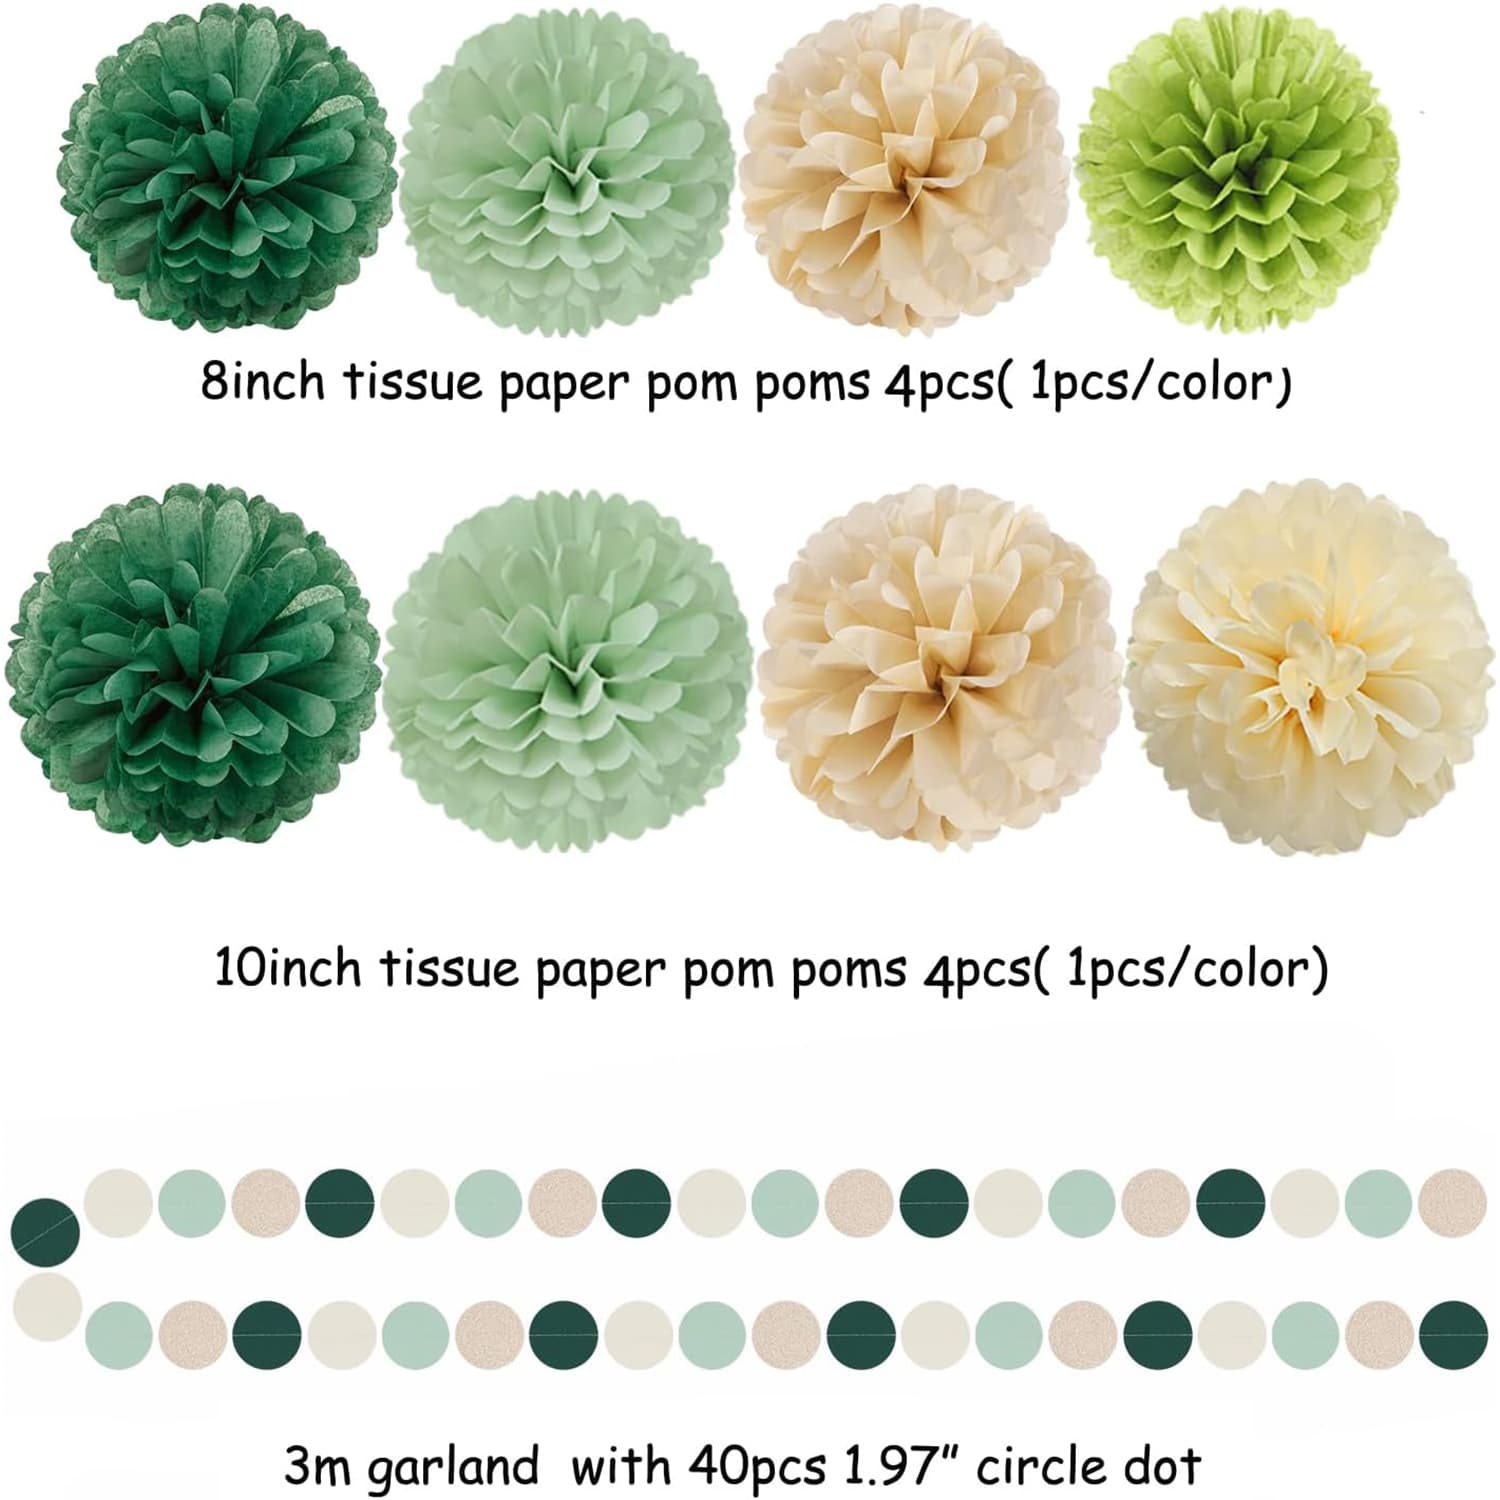 8inch tissue paper pom poms 4pcs( 1pcs/color)
10inch tissue paper pom poms 4pcs( 1pcs/color)
3m garland with 40pcs 1.97" circle dot